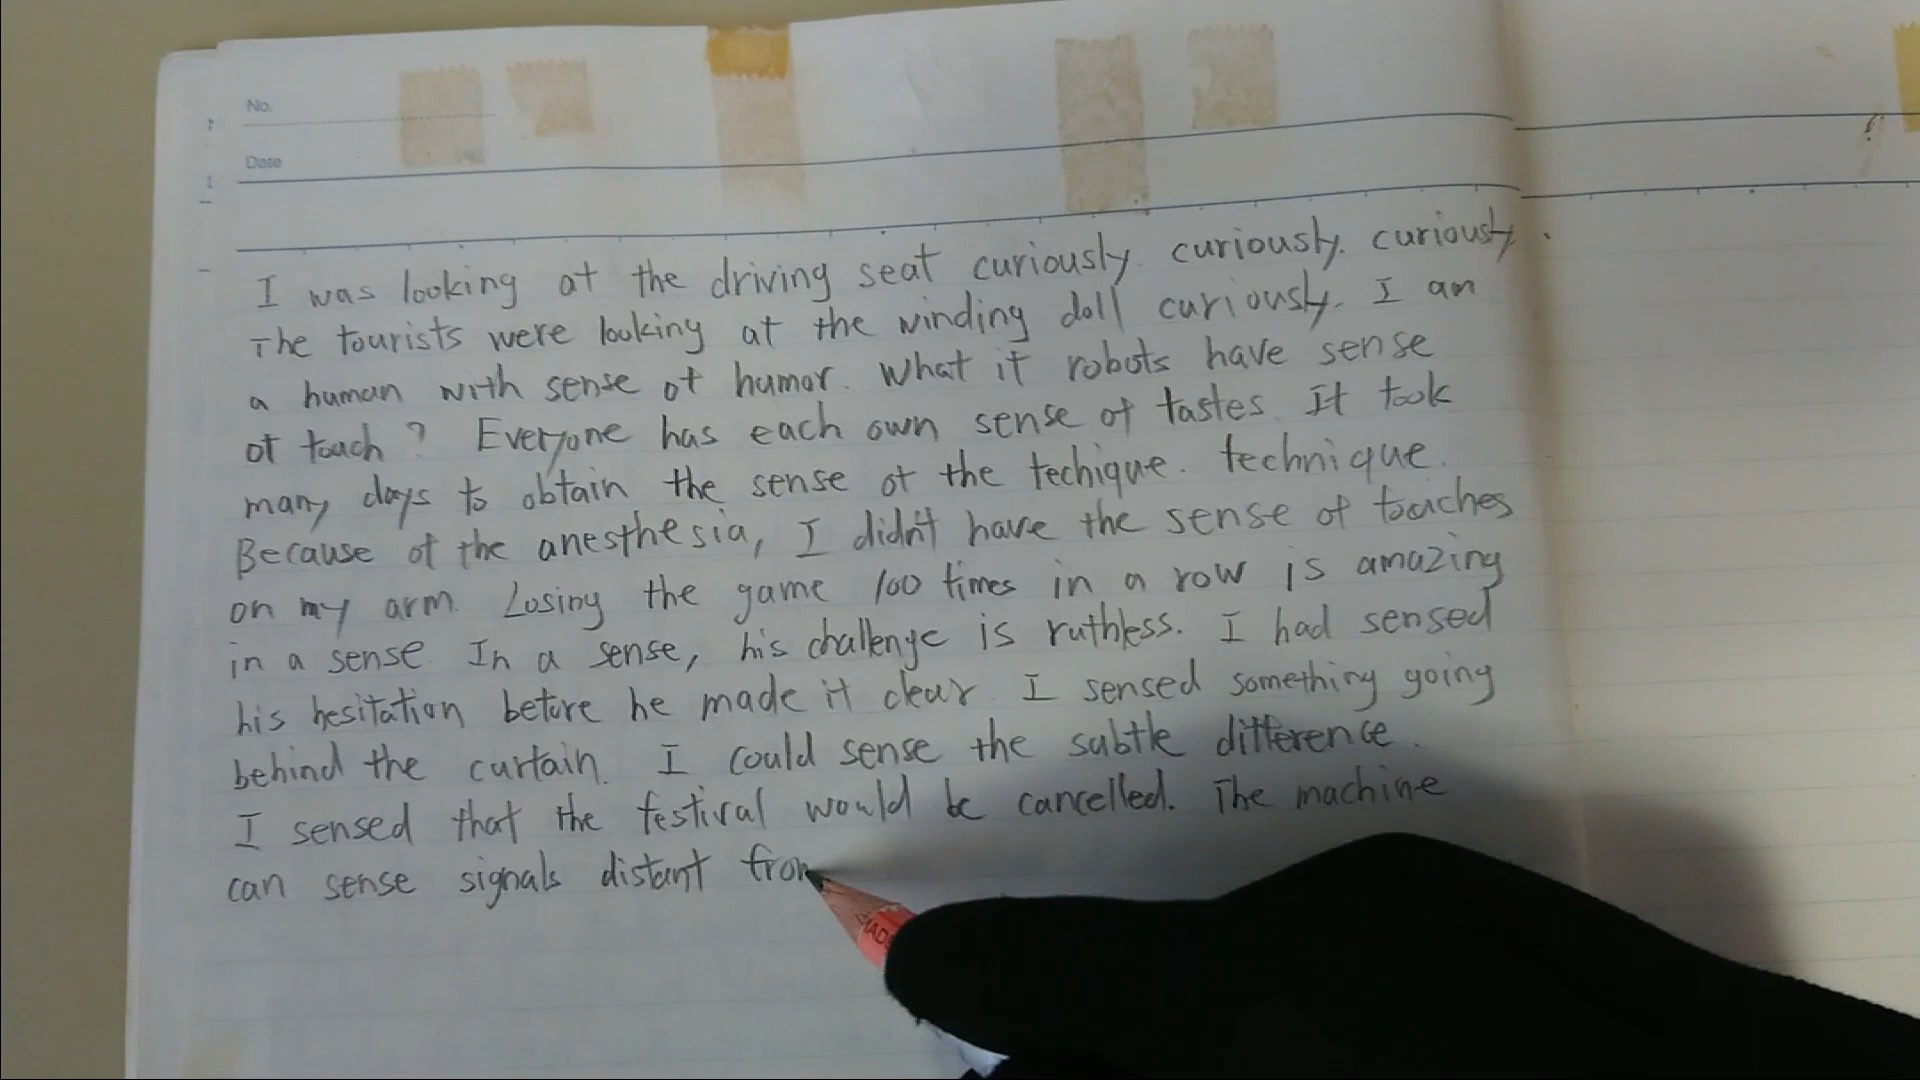 No.
Date
I was looking at the driving seat curiously. curiously. curiously.
The tourists were looking at the winding doll curiously. I am
a human with sense of humor. What if robots have sense
of touch? Everyone has each own sense of tastes. It took
many days to obtain the sense of the techique. technique.
Because of the anesthesia, I didn't have the sense of touches
on my arm. Losing the game 100 times in a row is amazing
in a sense. In a sense, his challenge is ruthless. I had sensed
his hesitation before he made it clear. I sensed something going
behind the curtain. I could sense the subtle difference.
I sensed that the festival would be cancelled. The machine
can sense signals distant from